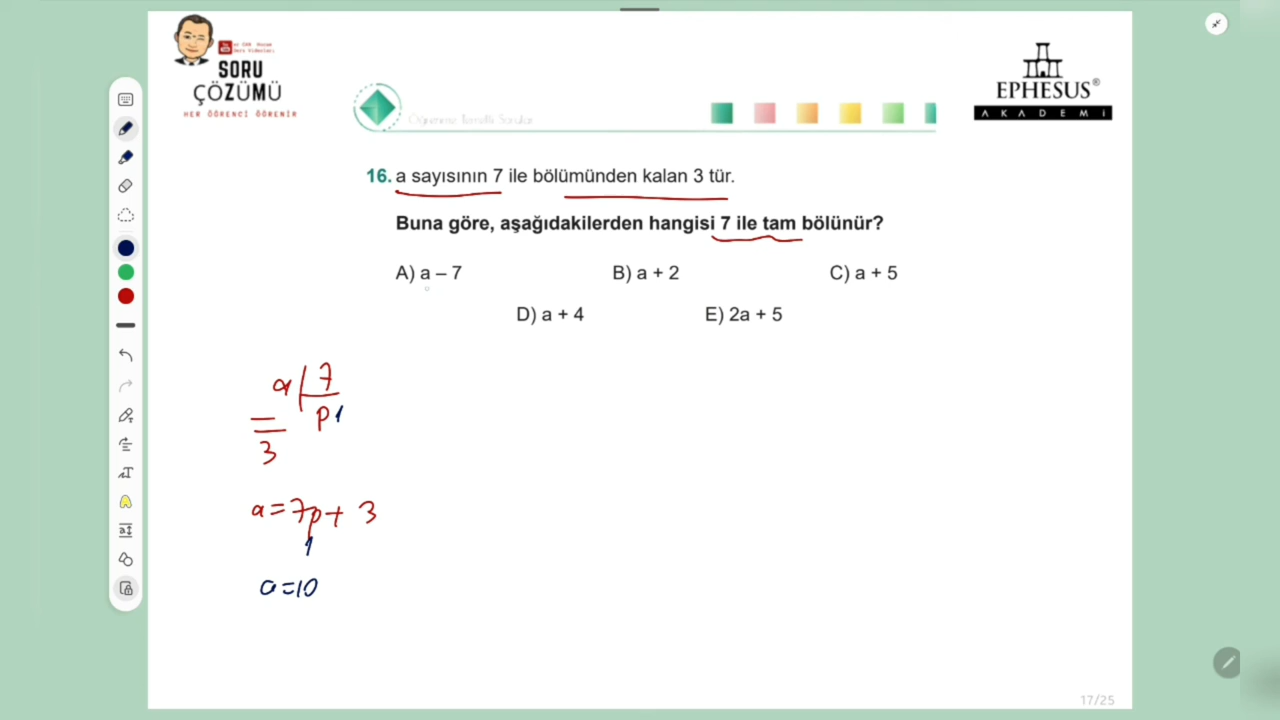 SORU
ÇÖZÜMÜ
HER ÖĞRENCİ ÖĞRENİR
EPHESUS®
AKADEMİ
16. a sayısının 7 ile bölümünden kalan 3 tür.
Buna göre, aşağıdakilerden hangisi 7 ile tam bölünür?
A) a – 7 B) a + 2 C) a + 5
D) a + 4 E) 2a + 5
a 7
p 1
3
a = 7p + 3
1
a = 10
17/25